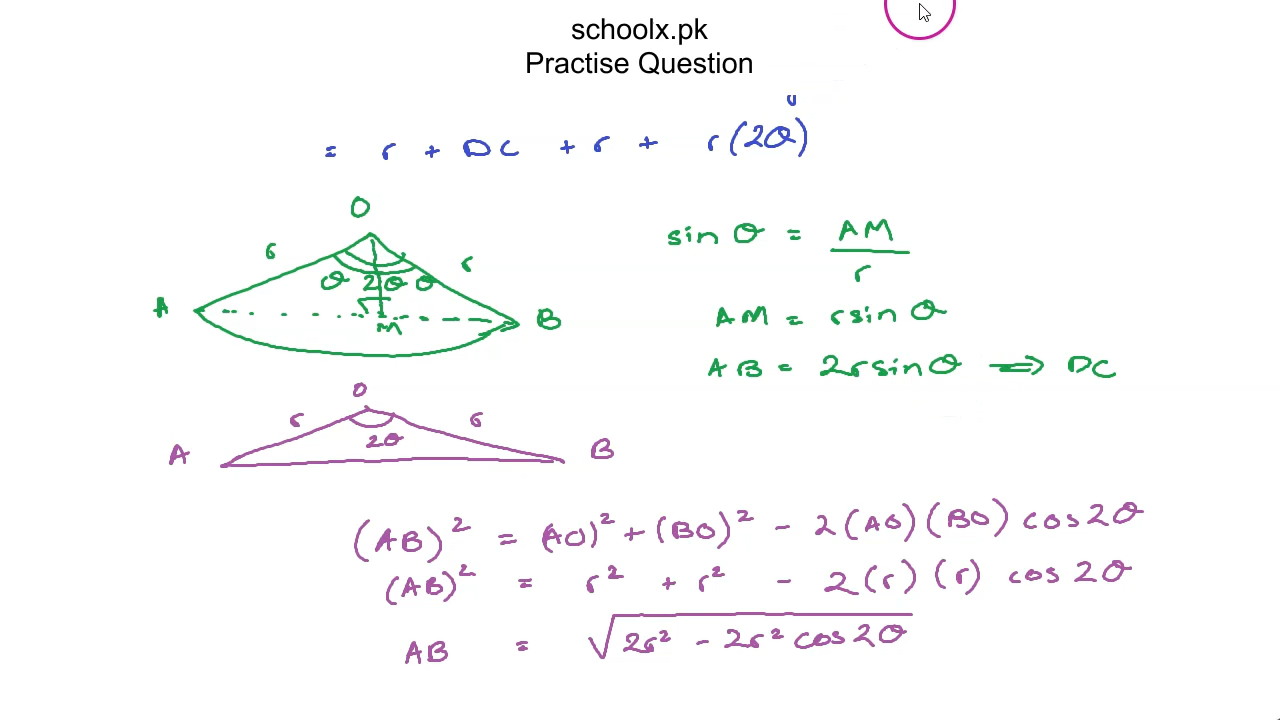 schoolx.pk
Practise Question
= r + DC + r + r(2θ)
O
r
r
θ 2θ θ
A
M
B
sin θ = AM / r
AM = r sin θ
AB = 2r sin θ ⟹ DC
O
r
r
2θ
A
B
(AB)² = (AO)² + (BO)² - 2(AO)(BO) cos 2θ
(AB)² = r² + r² - 2(r)(r) cos 2θ
AB = √(2r² - 2r² cos 2θ)